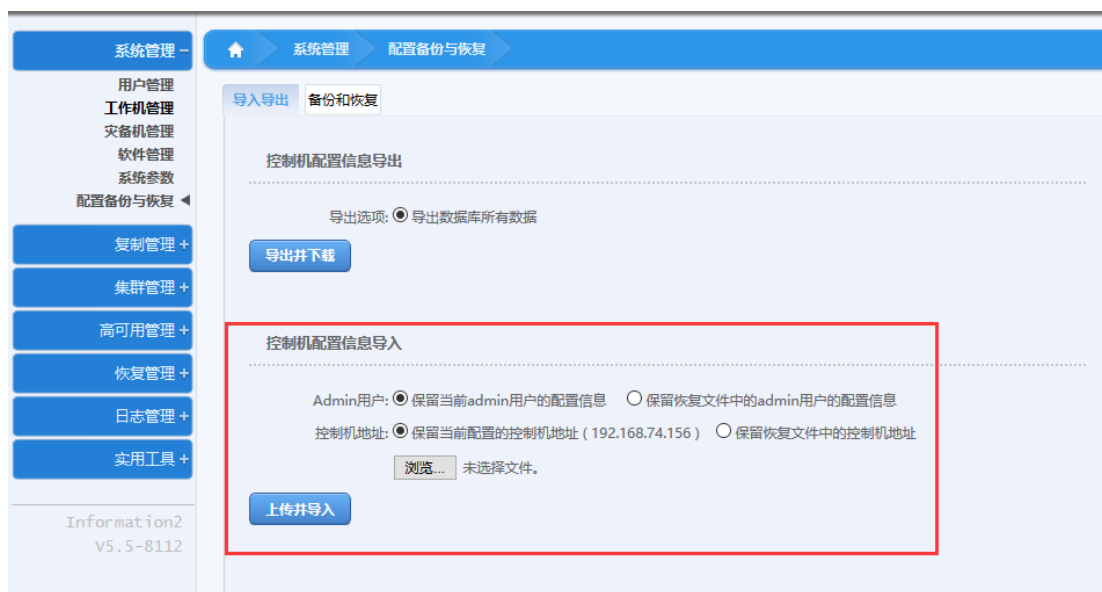 系统管理 −
用户管理
工作机管理
灾备机管理
软件管理
系统参数
配置备份与恢复
复制管理 +
集群管理 +
高可用管理 +
恢复管理 +
日志管理 +
实用工具 +
Information2
V5.5-8112
系统管理 配置备份与恢复
导入导出 备份和恢复
控制机配置信息导出
导出选项: 导出数据库所有数据
导出并下载
控制机配置信息导入
Admin用户: 保留当前admin用户的配置信息 保留恢复文件中的admin用户的配置信息
控制机地址: 保留当前配置的控制机地址 ( 192.168.74.156 ) 保留恢复文件中的控制机地址
浏览... 未选择文件。
上传并导入